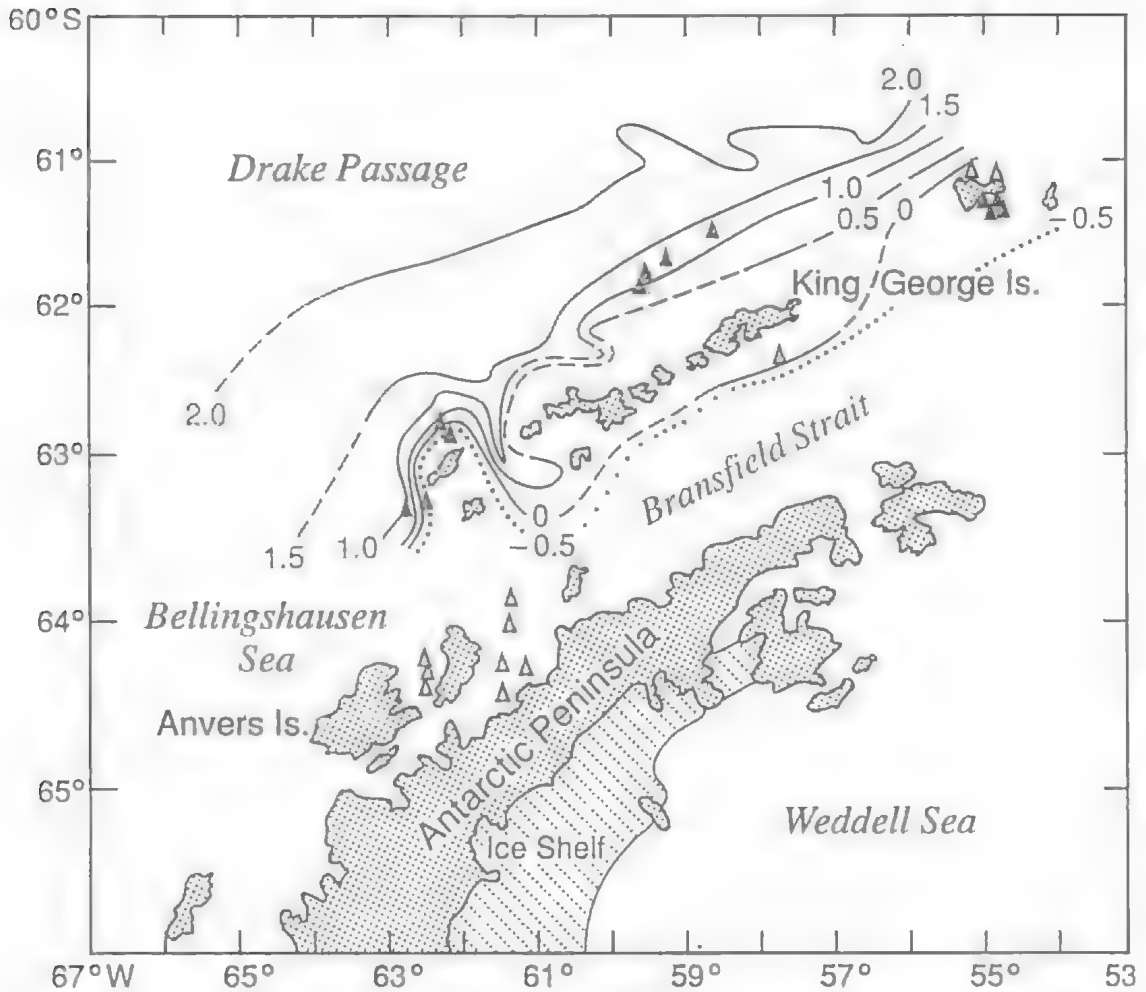 60°S
2.0
1.5
61°
Drake Passage
1.0
0.5
0
−0.5
King George Is.
62°
2.0
63°
Bransfield Strait
0
−0.5
1.5
1.0
64°
Bellingshausen
Sea
Anvers Is.
Antarctic Peninsula
65°
Weddell Sea
Ice Shelf
67°W
65°
63°
61°
59°
57°
55°
53